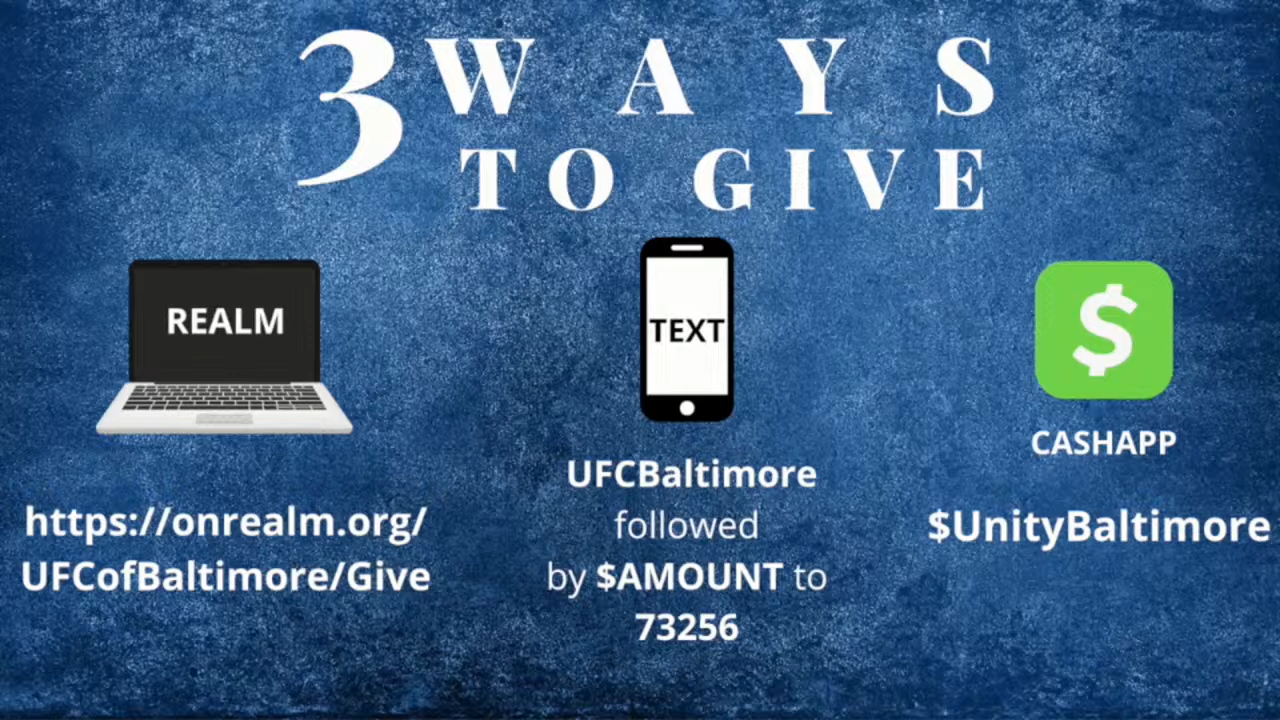 3 WAYS
TO GIVE
REALM
https://onrealm.org/
UFCofBaltimore/Give
TEXT
UFCBaltimore
followed
by $AMOUNT to
73256
$
CASHAPP
$UnityBaltimore